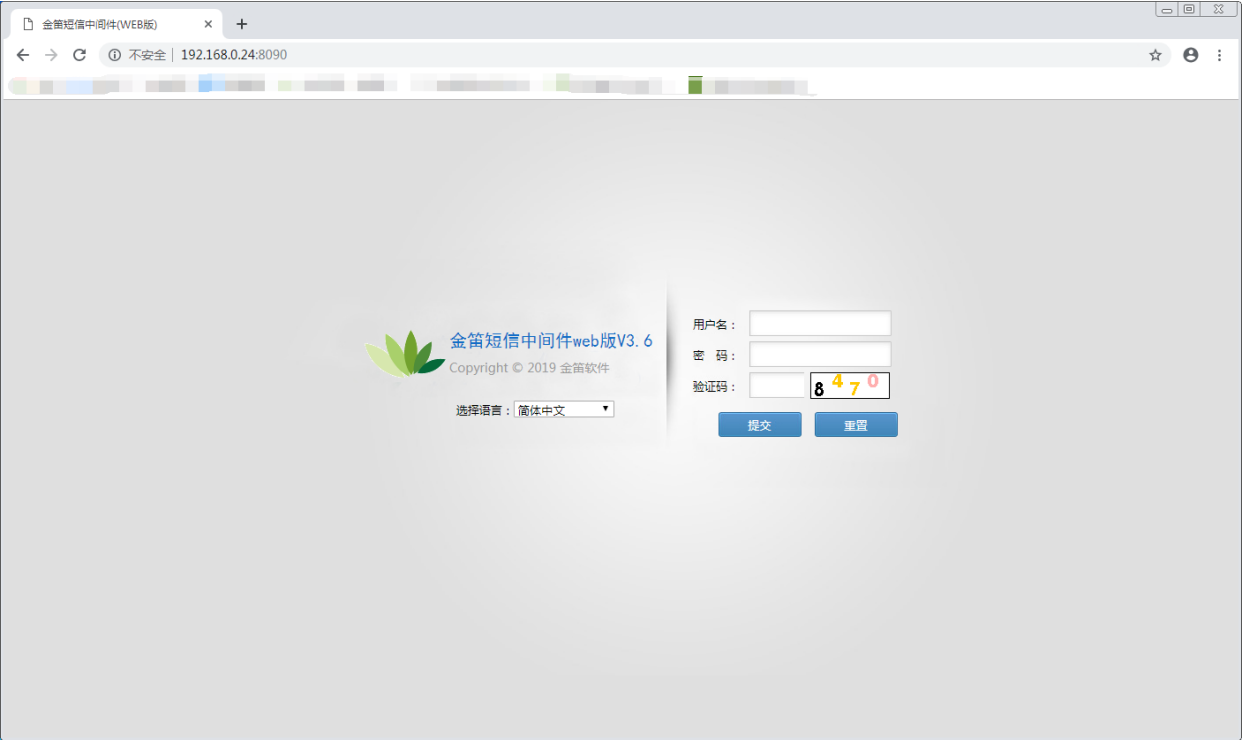 金笛短信中间件(WEB版)
不安全 192.168.0.24:8090
金笛短信中间件web版V3.6
Copyright © 2019 金笛软件
选择语言： 简体中文
用户名：
密 码：
验证码： 8470
提交 重置